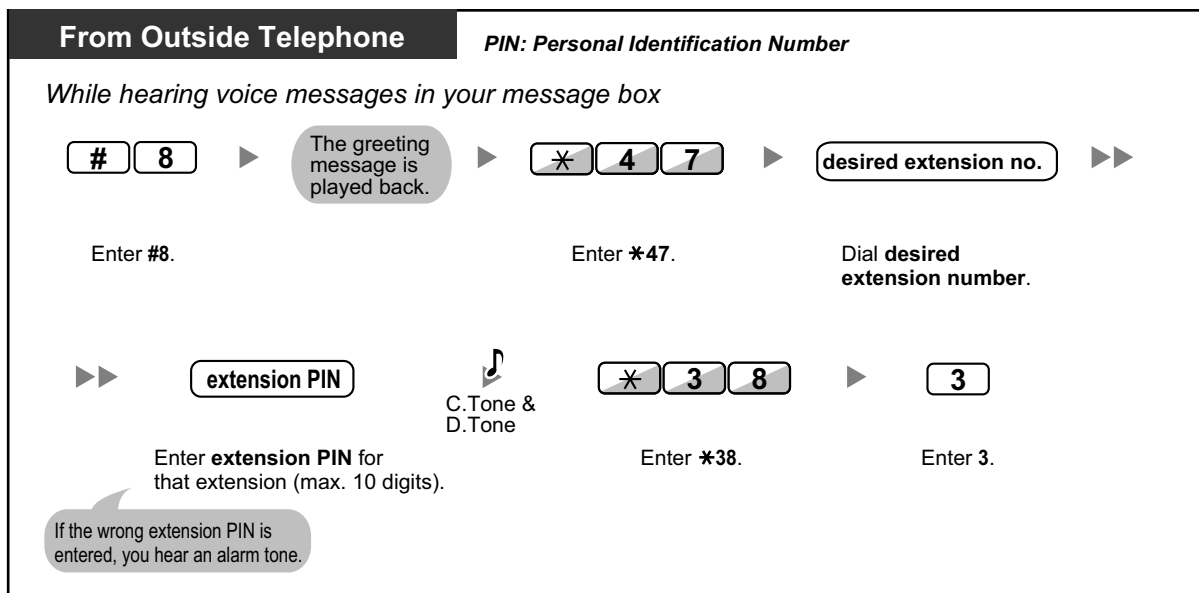 From Outside Telephone
PIN: Personal Identification Number
While hearing voice messages in your message box
# 8
The greeting
message is
played back.
* 4 7
desired extension no.
Enter #8.
Enter *47.
Dial desired
extension number.
extension PIN
C.Tone &
D.Tone
* 3 8
3
Enter extension PIN for
that extension (max. 10 digits).
Enter *38.
Enter 3.
If the wrong extension PIN is
entered, you hear an alarm tone.